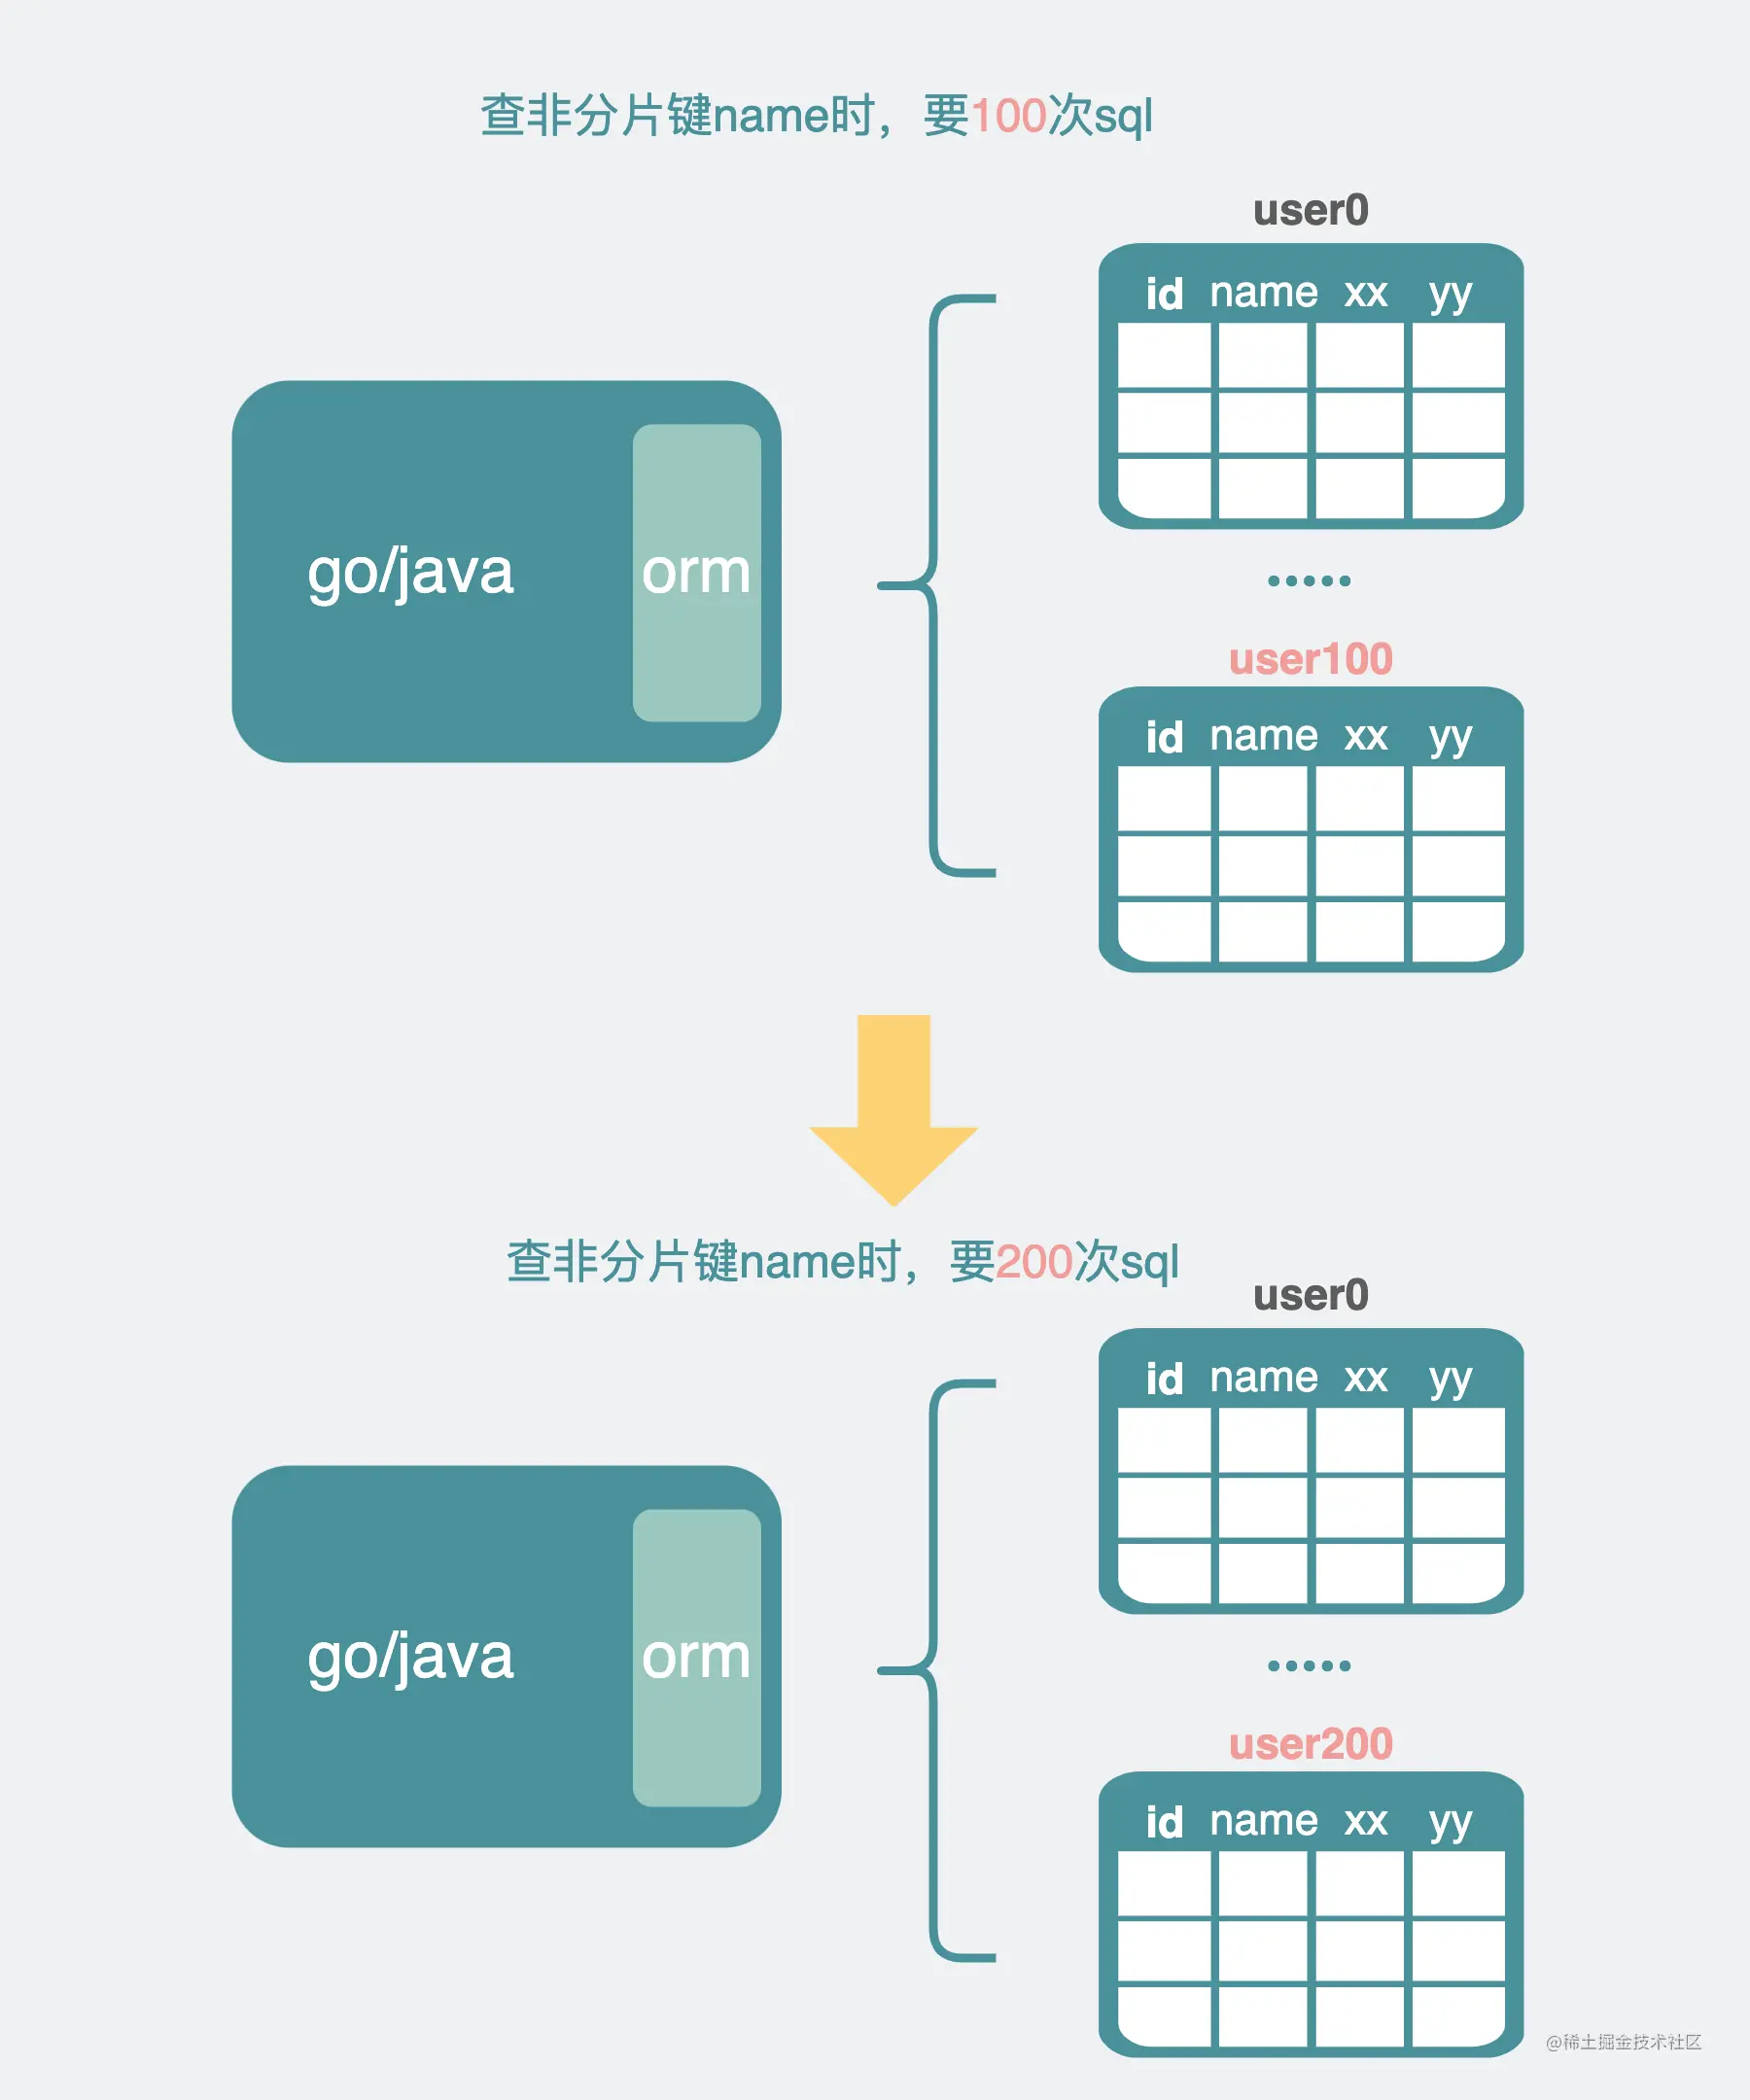 查非分片键name时，要100次sql
user0
id name xx yy
go/java orm
.....
user100
id name xx yy
查非分片键name时，要200次sql
user0
id name xx yy
go/java orm
.....
user200
id name xx yy
@稀土掘金技术社区